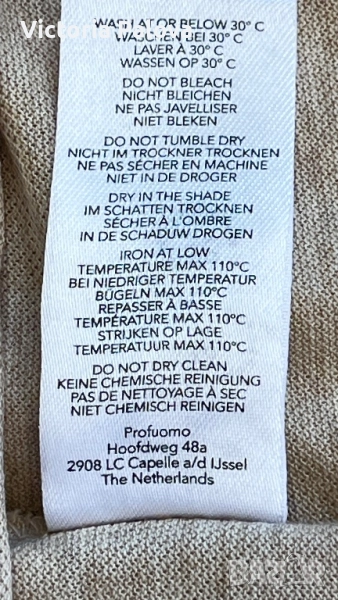 Victoria
WASH AT OR BELOW 30° C
WASCHEN BEI 30° C
LAVER À 30° C
WASSEN OP 30° C
DO NOT BLEACH
NICHT BLEICHEN
NE PAS JAVELLISER
NIET BLEKEN
DO NOT TUMBLE DRY
NICHT IM TROCKNER TROCKNEN
NE PAS SÉCHER EN MACHINE
NIET IN DE DROGER
DRY IN THE SHADE
IM SCHATTEN TROCKNEN
SÉCHER À L'OMBRE
IN DE SCHADUW DROGEN
IRON AT LOW
TEMPERATURE MAX 110°C
BEI NIEDRIGER TEMPERATUR
BÜGELN MAX 110°C
REPASSER À BASSE
TEMPÉRATURE MAX 110°C
STRIJKEN OP LAGE
TEMPERATUUR MAX 110°C
DO NOT DRY CLEAN
KEINE CHEMISCHE REINIGUNG
PAS DE NETTOYAGE À SEC
NIET CHEMISCH REINIGEN
Profuomo
Hoofdweg 48a
2908 LC Capelle a/d IJssel
The Netherlands